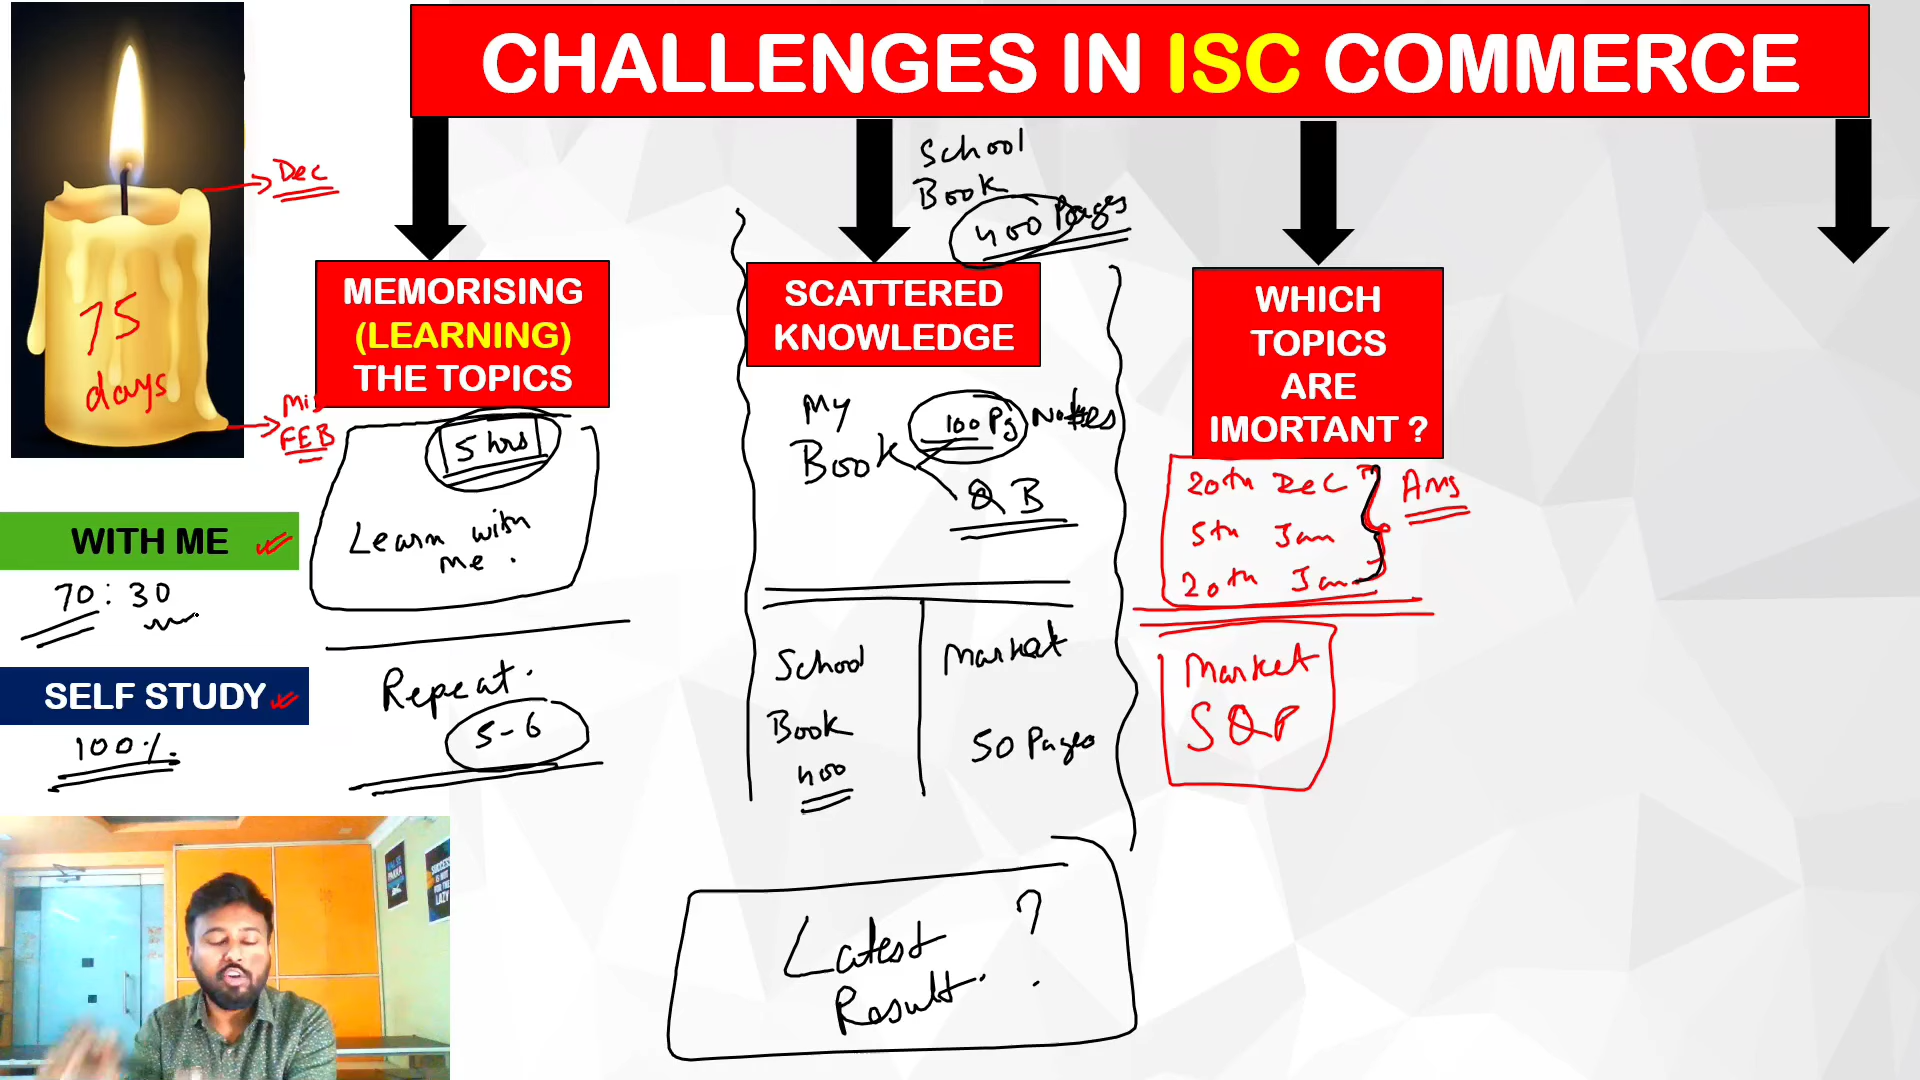 CHALLENGES IN ISC COMMERCE
Dec
75
days
Mid
FEB
WITH ME
70 : 30
SELF STUDY
100%
MEMORISING
(LEARNING)
THE TOPICS
5 hrs
Learn with
me.
Repeat.
5-6
School
Book
400 Pages
SCATTERED
KNOWLEDGE
My
Book
100 Pg Notes
Q B
School
Book
400
Market
50 Pages
Latest ?
Result.
WHICH
TOPICS
ARE
IMORTANT ?
20th Dec
5th Jan
20th Jan
Ans
Market
SQP